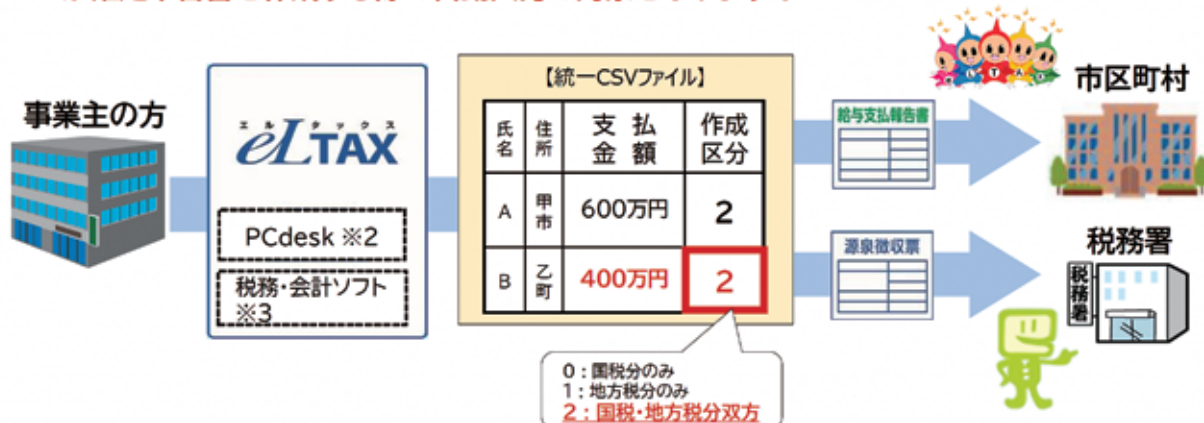 事業主の方
エルタックス
eLTAX
PCdesk ※2
税務・会計ソフト
※3
【統一CSVファイル】
氏名 住所 支払金額 作成区分
A 甲市 600万円 2
B 乙町 400万円 2
0：国税分のみ
1：地方税分のみ
2：国税・地方税分双方
給与支払報告書
源泉徴収票
eLTAX
市区町村
税務署
税務署